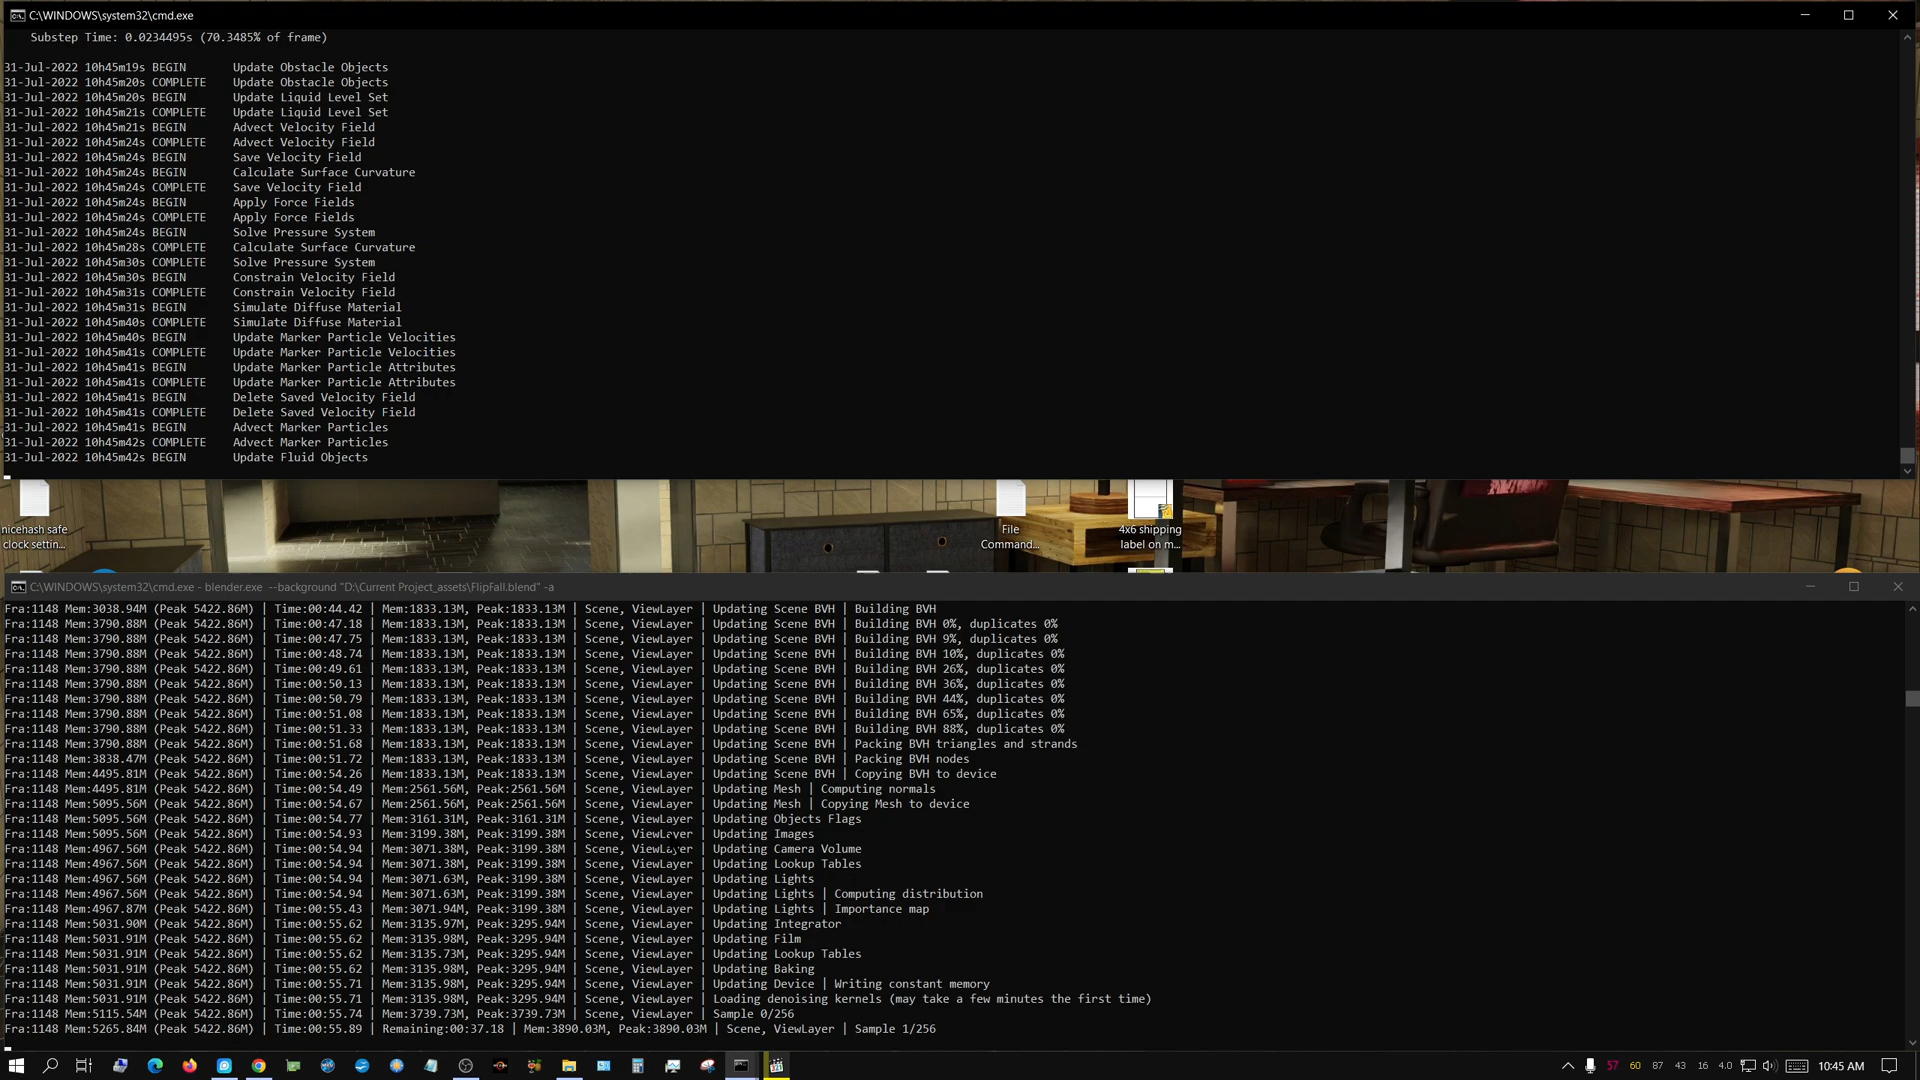 C:\WINDOWS\system32\cmd.exe
Substep Time: 0.0234495s (70.3485% of frame)
31-Jul-2022 10h45m19s BEGIN Update Obstacle Objects
31-Jul-2022 10h45m20s COMPLETE Update Obstacle Objects
31-Jul-2022 10h45m20s BEGIN Update Liquid Level Set
31-Jul-2022 10h45m21s COMPLETE Update Liquid Level Set
31-Jul-2022 10h45m21s BEGIN Advect Velocity Field
31-Jul-2022 10h45m24s COMPLETE Advect Velocity Field
31-Jul-2022 10h45m24s BEGIN Save Velocity Field
31-Jul-2022 10h45m24s BEGIN Calculate Surface Curvature
31-Jul-2022 10h45m24s COMPLETE Save Velocity Field
31-Jul-2022 10h45m24s BEGIN Apply Force Fields
31-Jul-2022 10h45m24s COMPLETE Apply Force Fields
31-Jul-2022 10h45m24s BEGIN Solve Pressure System
31-Jul-2022 10h45m28s COMPLETE Calculate Surface Curvature
31-Jul-2022 10h45m30s COMPLETE Solve Pressure System
31-Jul-2022 10h45m30s BEGIN Constrain Velocity Field
31-Jul-2022 10h45m31s COMPLETE Constrain Velocity Field
31-Jul-2022 10h45m31s BEGIN Simulate Diffuse Material
31-Jul-2022 10h45m40s COMPLETE Simulate Diffuse Material
31-Jul-2022 10h45m40s BEGIN Update Marker Particle Velocities
31-Jul-2022 10h45m41s COMPLETE Update Marker Particle Velocities
31-Jul-2022 10h45m41s BEGIN Update Marker Particle Attributes
31-Jul-2022 10h45m41s COMPLETE Update Marker Particle Attributes
31-Jul-2022 10h45m41s BEGIN Delete Saved Velocity Field
31-Jul-2022 10h45m41s COMPLETE Delete Saved Velocity Field
31-Jul-2022 10h45m41s BEGIN Advect Marker Particles
31-Jul-2022 10h45m42s COMPLETE Advect Marker Particles
31-Jul-2022 10h45m42s BEGIN Update Fluid Objects
nicehash safe
clock settin...
File
Command...
4x6 shipping
label on m...
C:\WINDOWS\system32\cmd.exe - blender.exe --background "D:\Current Project_assets\FlipFall.blend" -a
Fra:1148 Mem:3038.94M (Peak 5422.86M) | Time:00:44.42 | Mem:1833.13M, Peak:1833.13M | Scene, ViewLayer | Updating Scene BVH | Building BVH
Fra:1148 Mem:3790.88M (Peak 5422.86M) | Time:00:47.18 | Mem:1833.13M, Peak:1833.13M | Scene, ViewLayer | Updating Scene BVH | Building BVH 0%, duplicates 0%
Fra:1148 Mem:3790.88M (Peak 5422.86M) | Time:00:47.75 | Mem:1833.13M, Peak:1833.13M | Scene, ViewLayer | Updating Scene BVH | Building BVH 9%, duplicates 0%
Fra:1148 Mem:3790.88M (Peak 5422.86M) | Time:00:48.74 | Mem:1833.13M, Peak:1833.13M | Scene, ViewLayer | Updating Scene BVH | Building BVH 10%, duplicates 0%
Fra:1148 Mem:3790.88M (Peak 5422.86M) | Time:00:49.61 | Mem:1833.13M, Peak:1833.13M | Scene, ViewLayer | Updating Scene BVH | Building BVH 26%, duplicates 0%
Fra:1148 Mem:3790.88M (Peak 5422.86M) | Time:00:50.13 | Mem:1833.13M, Peak:1833.13M | Scene, ViewLayer | Updating Scene BVH | Building BVH 36%, duplicates 0%
Fra:1148 Mem:3790.88M (Peak 5422.86M) | Time:00:50.79 | Mem:1833.13M, Peak:1833.13M | Scene, ViewLayer | Updating Scene BVH | Building BVH 44%, duplicates 0%
Fra:1148 Mem:3790.88M (Peak 5422.86M) | Time:00:51.08 | Mem:1833.13M, Peak:1833.13M | Scene, ViewLayer | Updating Scene BVH | Building BVH 65%, duplicates 0%
Fra:1148 Mem:3790.88M (Peak 5422.86M) | Time:00:51.33 | Mem:1833.13M, Peak:1833.13M | Scene, ViewLayer | Updating Scene BVH | Building BVH 88%, duplicates 0%
Fra:1148 Mem:3790.88M (Peak 5422.86M) | Time:00:51.68 | Mem:1833.13M, Peak:1833.13M | Scene, ViewLayer | Updating Scene BVH | Packing BVH triangles and strands
Fra:1148 Mem:3838.47M (Peak 5422.86M) | Time:00:51.72 | Mem:1833.13M, Peak:1833.13M | Scene, ViewLayer | Updating Scene BVH | Packing BVH nodes
Fra:1148 Mem:4495.81M (Peak 5422.86M) | Time:00:54.26 | Mem:1833.13M, Peak:1833.13M | Scene, ViewLayer | Updating Scene BVH | Copying BVH to device
Fra:1148 Mem:4495.81M (Peak 5422.86M) | Time:00:54.49 | Mem:2561.56M, Peak:2561.56M | Scene, ViewLayer | Updating Mesh | Computing normals
Fra:1148 Mem:5095.56M (Peak 5422.86M) | Time:00:54.67 | Mem:2561.56M, Peak:2561.56M | Scene, ViewLayer | Updating Mesh | Copying Mesh to device
Fra:1148 Mem:5095.56M (Peak 5422.86M) | Time:00:54.77 | Mem:3161.31M, Peak:3161.31M | Scene, ViewLayer | Updating Objects Flags
Fra:1148 Mem:5095.56M (Peak 5422.86M) | Time:00:54.93 | Mem:3199.38M, Peak:3199.38M | Scene, ViewLayer | Updating Images
Fra:1148 Mem:4967.56M (Peak 5422.86M) | Time:00:54.94 | Mem:3071.38M, Peak:3199.38M | Scene, ViewLayer | Updating Camera Volume
Fra:1148 Mem:4967.56M (Peak 5422.86M) | Time:00:54.94 | Mem:3071.38M, Peak:3199.38M | Scene, ViewLayer | Updating Lookup Tables
Fra:1148 Mem:4967.56M (Peak 5422.86M) | Time:00:54.94 | Mem:3071.63M, Peak:3199.38M | Scene, ViewLayer | Updating Lights
Fra:1148 Mem:4967.56M (Peak 5422.86M) | Time:00:54.94 | Mem:3071.63M, Peak:3199.38M | Scene, ViewLayer | Updating Lights | Computing distribution
Fra:1148 Mem:4967.87M (Peak 5422.86M) | Time:00:55.43 | Mem:3071.94M, Peak:3199.38M | Scene, ViewLayer | Updating Lights | Importance map
Fra:1148 Mem:5031.90M (Peak 5422.86M) | Time:00:55.62 | Mem:3135.97M, Peak:3295.94M | Scene, ViewLayer | Updating Integrator
Fra:1148 Mem:5031.91M (Peak 5422.86M) | Time:00:55.62 | Mem:3135.98M, Peak:3295.94M | Scene, ViewLayer | Updating Film
Fra:1148 Mem:5031.91M (Peak 5422.86M) | Time:00:55.62 | Mem:3135.73M, Peak:3295.94M | Scene, ViewLayer | Updating Lookup Tables
Fra:1148 Mem:5031.91M (Peak 5422.86M) | Time:00:55.62 | Mem:3135.98M, Peak:3295.94M | Scene, ViewLayer | Updating Baking
Fra:1148 Mem:5031.91M (Peak 5422.86M) | Time:00:55.71 | Mem:3135.98M, Peak:3295.94M | Scene, ViewLayer | Updating Device | Writing constant memory
Fra:1148 Mem:5031.91M (Peak 5422.86M) | Time:00:55.71 | Mem:3135.98M, Peak:3295.94M | Scene, ViewLayer | Loading denoising kernels (may take a few minutes the first time)
Fra:1148 Mem:5115.54M (Peak 5422.86M) | Time:00:55.74 | Mem:3739.73M, Peak:3739.73M | Scene, ViewLayer | Sample 0/256
Fra:1148 Mem:5265.84M (Peak 5422.86M) | Time:00:55.89 | Remaining:00:37.18 | Mem:3890.03M, Peak:3890.03M | Scene, ViewLayer | Sample 1/256
57 60 87 43 16 4.0 10:45 AM